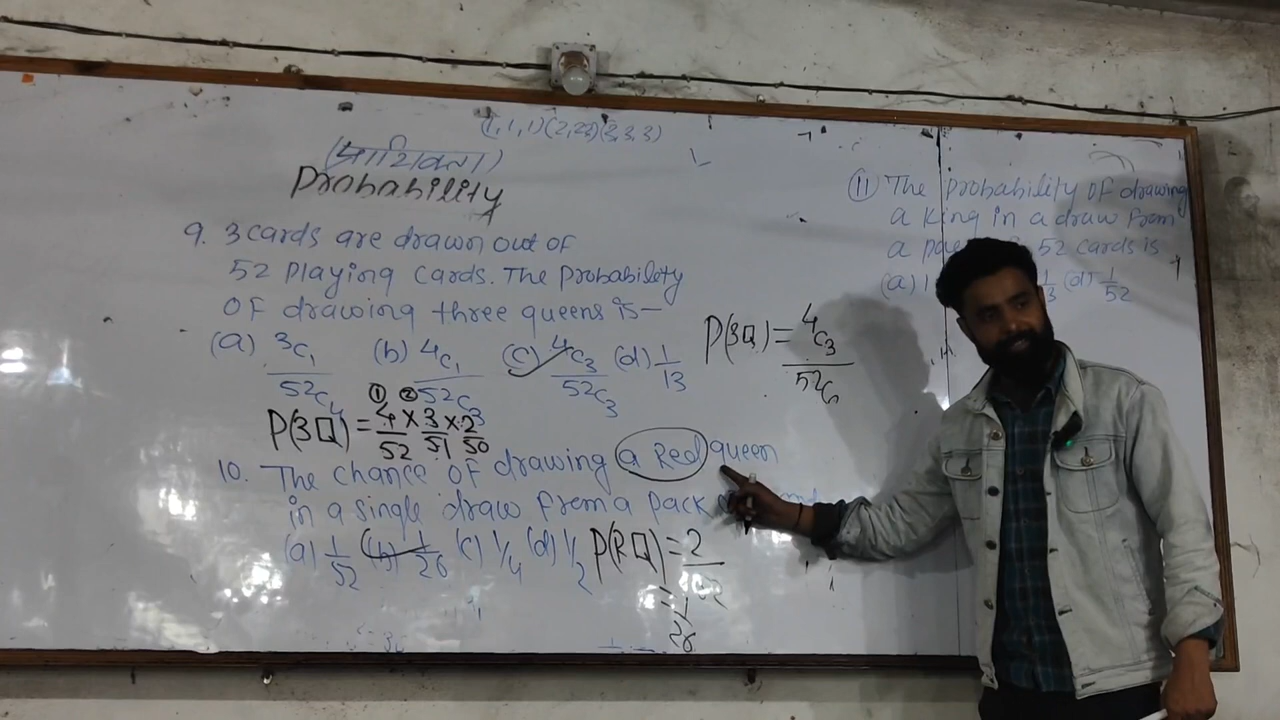 (1,1,1)(2,2,2)(3,3,3)
(प्रायिकता)
Probability
9. 3 cards are drawn out of
52 Playing Cards. The Probability
of drawing three queens is—
(a) 3C₁/52C₄ (b) 4C₁/52C₃ (c) 4C₃/52C₃ (d) 1/13
① ②
P(3Q) = 4/52 × 3/51 × 2/50
P(3Q) = 4C₃/52C₃
10. The chance of drawing a Red queen
in a single draw from a pack
(a) 1/52 (b) 1/26 (c) 1/4 (d) 1/2
P(RQ) = 2/52
= 1/26
⑪ The Probability of drawing
a King in a draw from
a 52 cards is
(a) 1/13 (d) 1/52